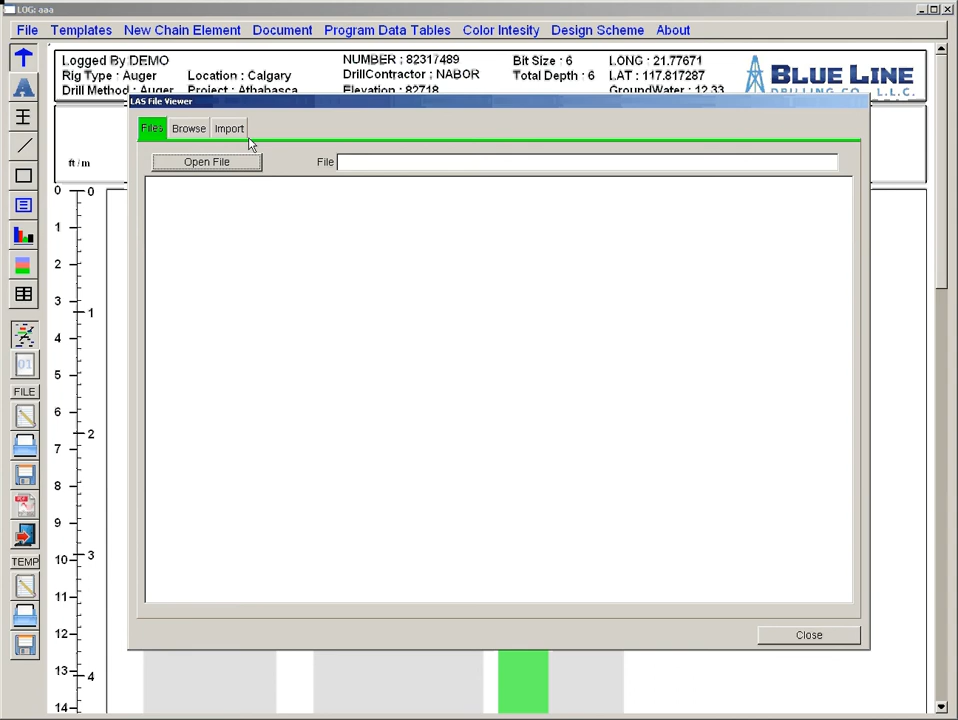 LOG: aaa
File Templates New Chain Element Document Program Data Tables Color Intesity Design Scheme About
Logged By DEMO NUMBER ; 82317489 Bit Size : 6 LONG : 21.77671
Rig Type : Auger Location : Calgary DrillContractor ; NABOR Total Depth : 6 LAT : 117.817287
Drill Method : Auger Project : Athabasca Elevation : 82718 GroundWater : 12.33
BLUE LINE
DRILLING CO., L.L.C.
LAS File Viewer
Files Browse Import
Open File File
ft / m
0 0
1
2
3
1
4
5
6
2
7
8
9
10
3
11
12
13
4
14
Close
01
FILE
TEMP